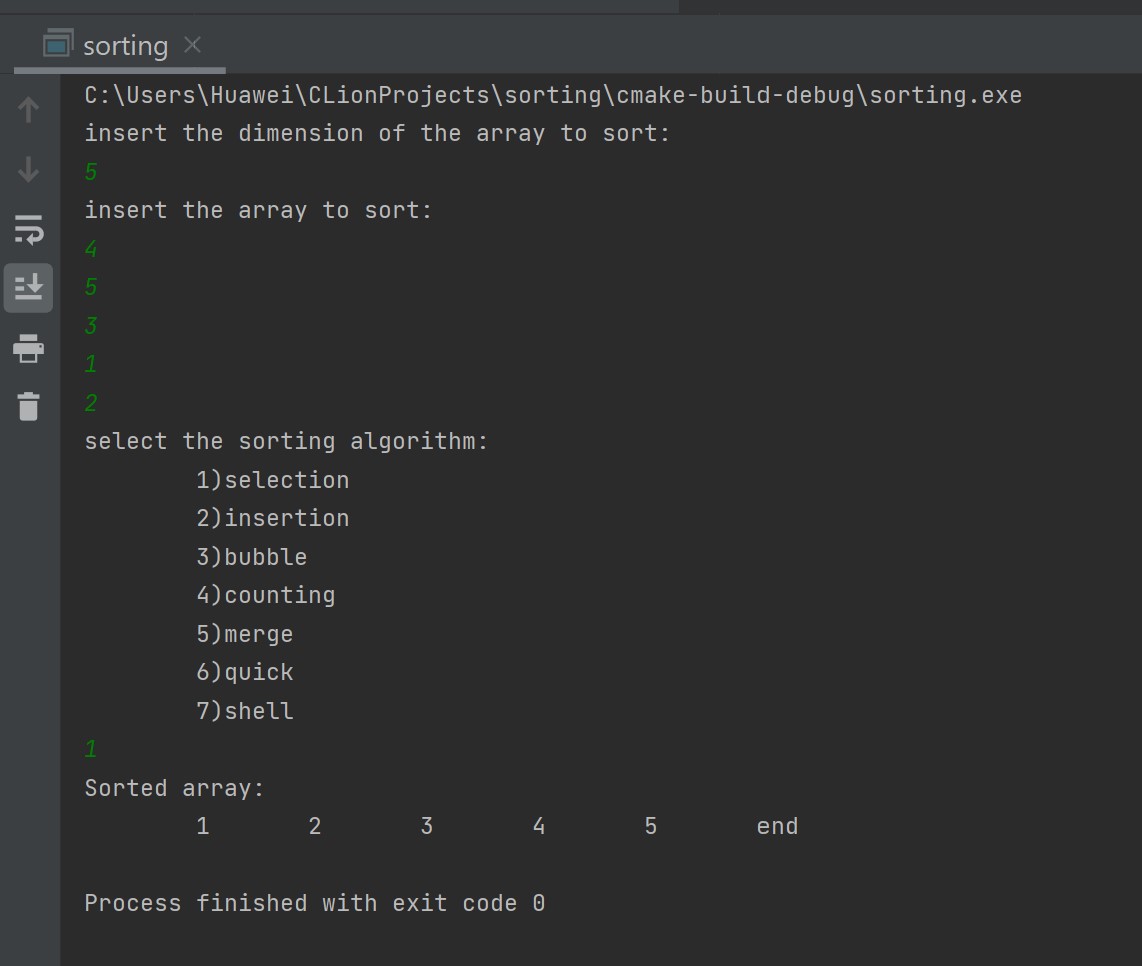 sorting
C:\Users\Huawei\CLionProjects\sorting\cmake-build-debug\sorting.exe
insert the dimension of the array to sort:
5
insert the array to sort:
4
5
3
1
2
select the sorting algorithm:
1)selection
2)insertion
3)bubble
4)counting
5)merge
6)quick
7)shell
1
Sorted array:
1 2 3 4 5 end
Process finished with exit code 0